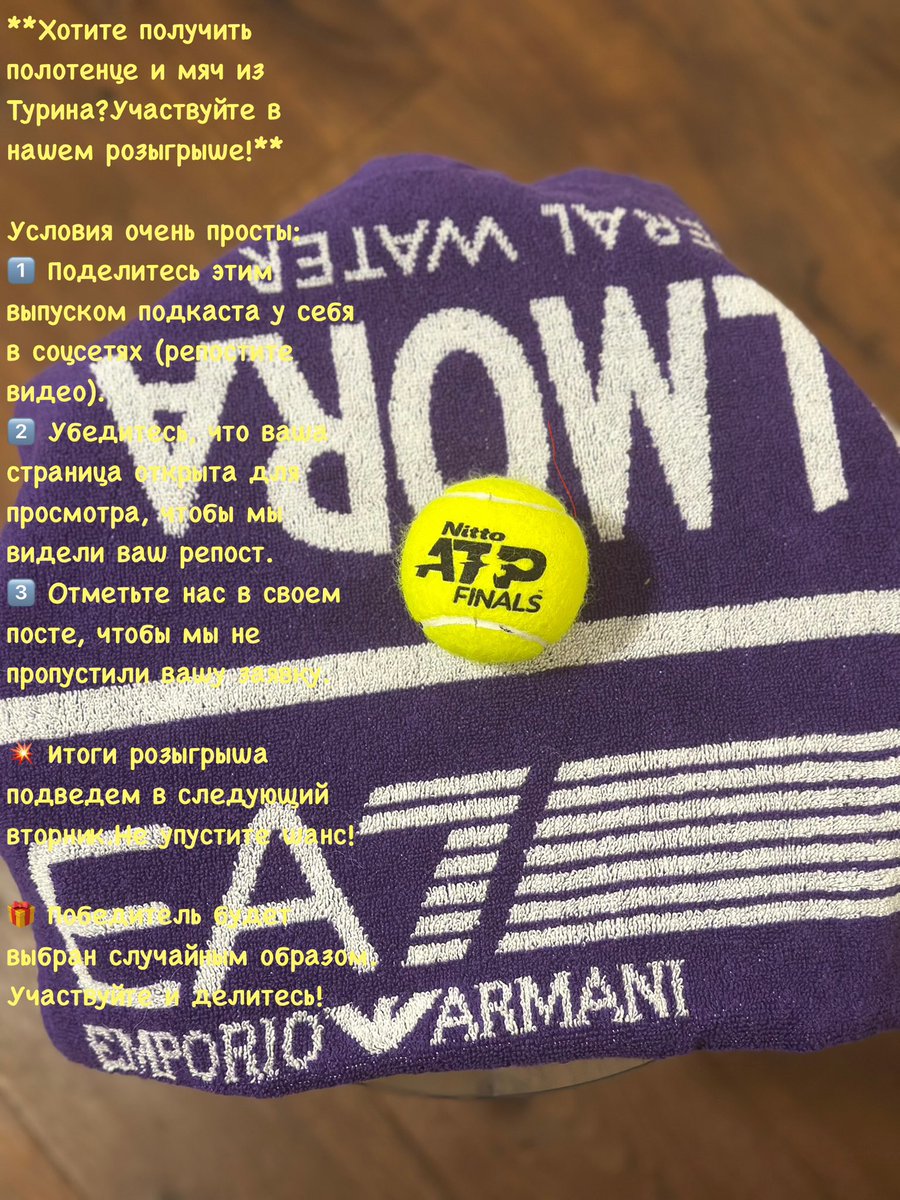 **Хотите получить
полотенце и мяч из
Турина?Участвуйте в
нашем розыгрыше!**
Условия очень просты:
1 Поделитесь этим
выпуском подкаста у себя
в соцсетях (репостите
видео).
2 Убедитесь, что ваша
страница открыта для
просмотра, чтобы мы
видели ваш репост.
3 Отметьте нас в своем
посте, чтобы мы не
пропустили вашу заявку.
💥 Итоги розыгрыша
подведем в следующий
вторник.Не упустите шанс!
🎁 Победитель будет
выбран случайным образом.
Участвуйте и делитесь!
ERAL WATER
LMORA
Nitto
ATP
FINALS
EA7
EMPORIO ARMANI